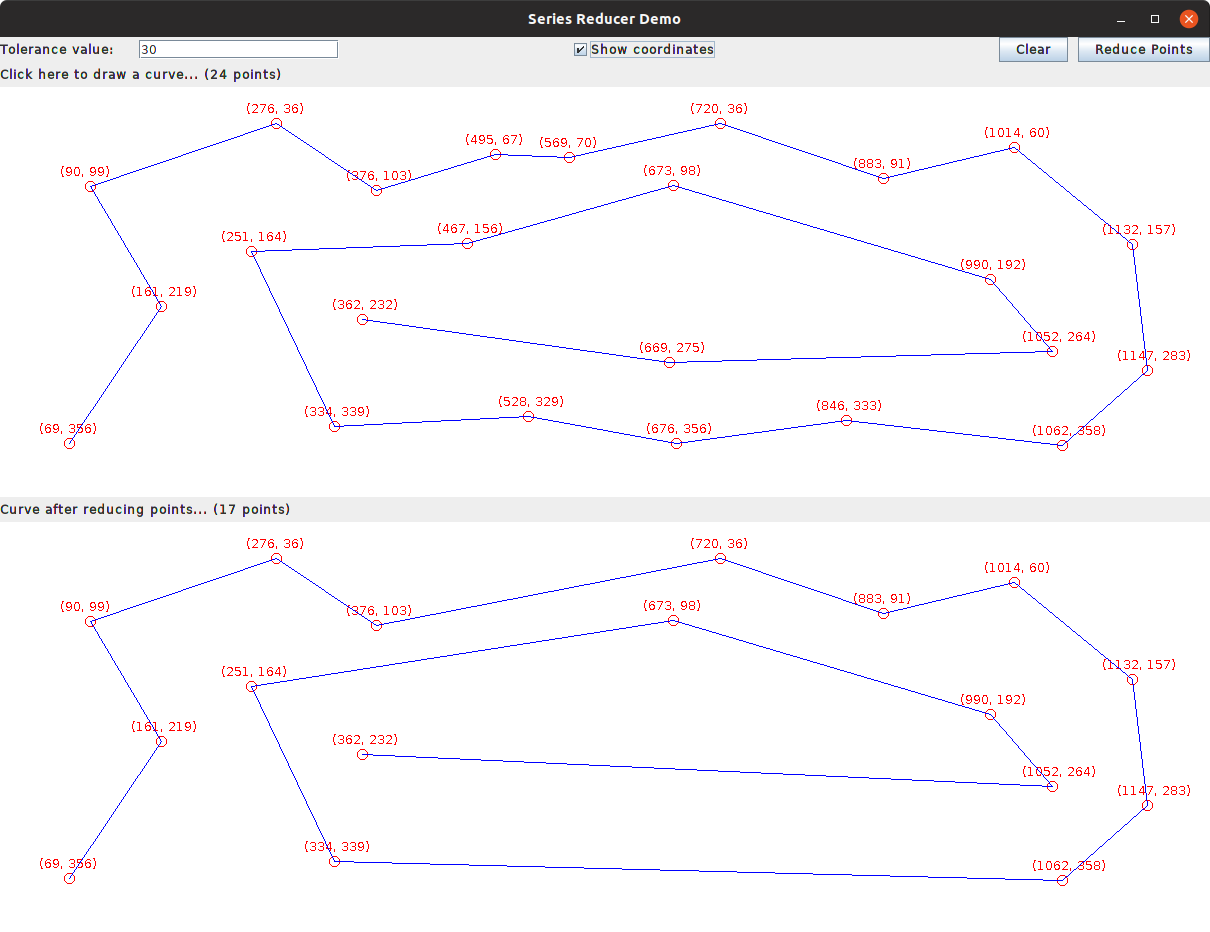 Series Reducer Demo
Tolerance value: 30 Show coordinates Clear Reduce Points
Click here to draw a curve... (24 points)
(276, 36) (720, 36)
(1014, 60)
(495, 67) (569, 70)
(90, 99) (376, 103) (673, 98) (883, 91)
(251, 164) (467, 156) (1132, 157)
(990, 192)
(161, 219) (362, 232)
(1052, 264)
(669, 275) (1147, 283)
(334, 339) (528, 329) (846, 333)
(69, 356) (676, 356) (1062, 358)
Curve after reducing points... (17 points)
(276, 36) (720, 36)
(1014, 60)
(90, 99) (376, 103) (673, 98) (883, 91)
(251, 164) (1132, 157)
(990, 192)
(161, 219) (362, 232)
(1052, 264)
(1147, 283)
(334, 339)
(69, 356) (1062, 358)